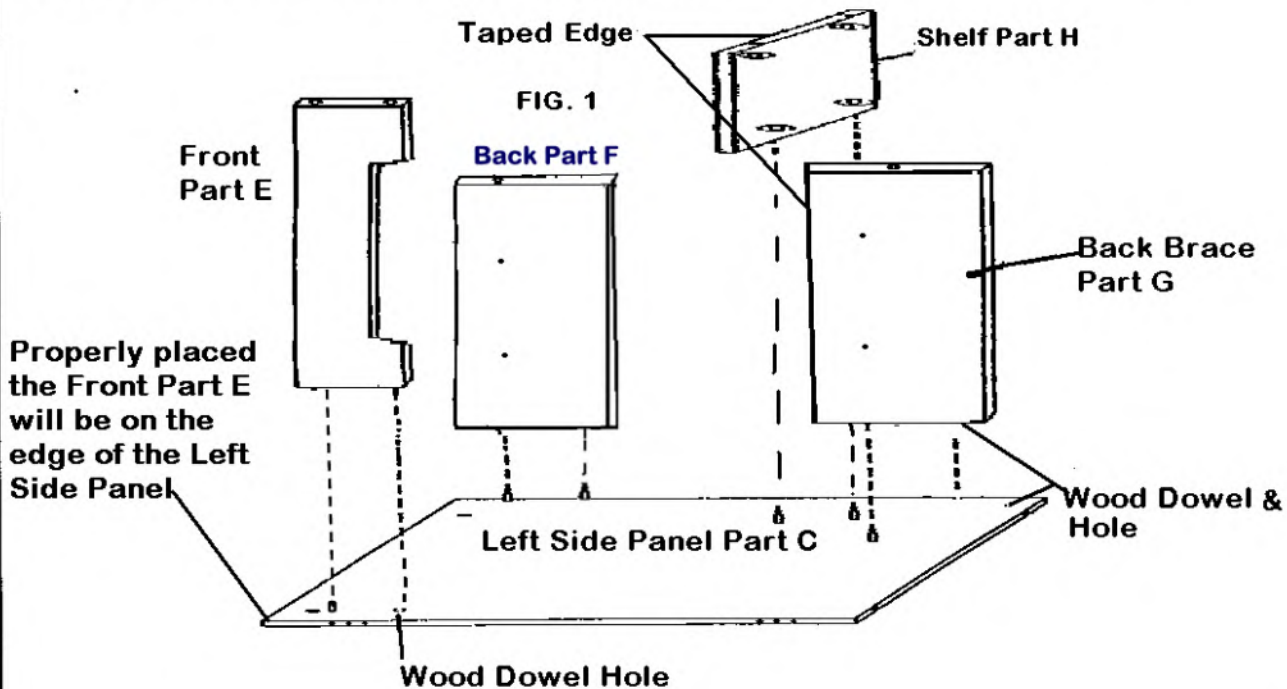 Taped Edge
Shelf Part H
FIG. 1
Front
Part E
Back Part F
Back Brace
Part G
Properly placed
the Front Part E
will be on the
edge of the Left
Side Panel
Left Side Panel Part C
Wood Dowel &
Hole
Wood Dowel Hole